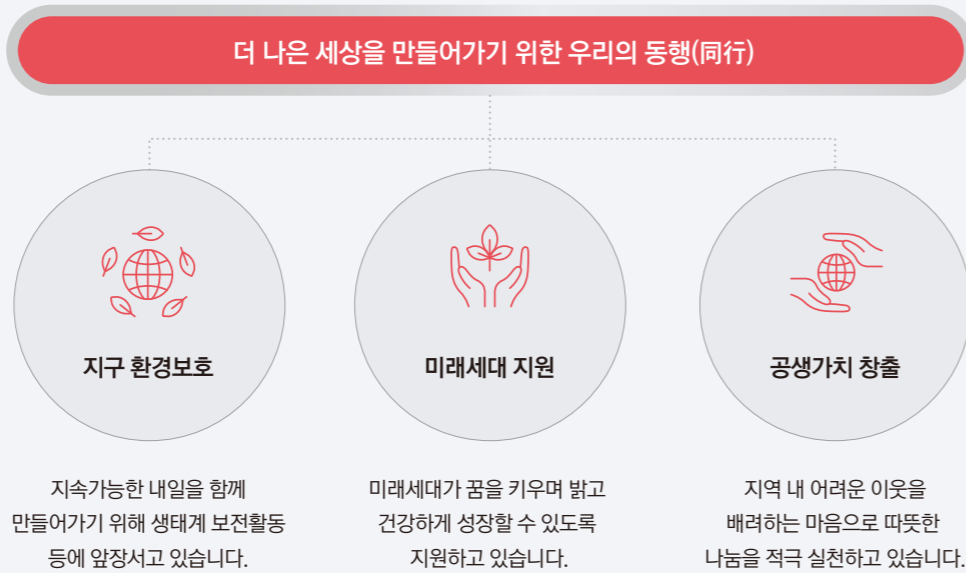 더 나은 세상을 만들어가기 위한 우리의 동행(同行)
지구 환경보호
지속가능한 내일을 함께
만들어가기 위해 생태계 보전활동
등에 앞장서고 있습니다.
미래세대 지원
미래세대가 꿈을 키우며 밝고
건강하게 성장할 수 있도록
지원하고 있습니다.
공생가치 창출
지역 내 어려운 이웃을
배려하는 마음으로 따뜻한
나눔을 적극 실천하고 있습니다.